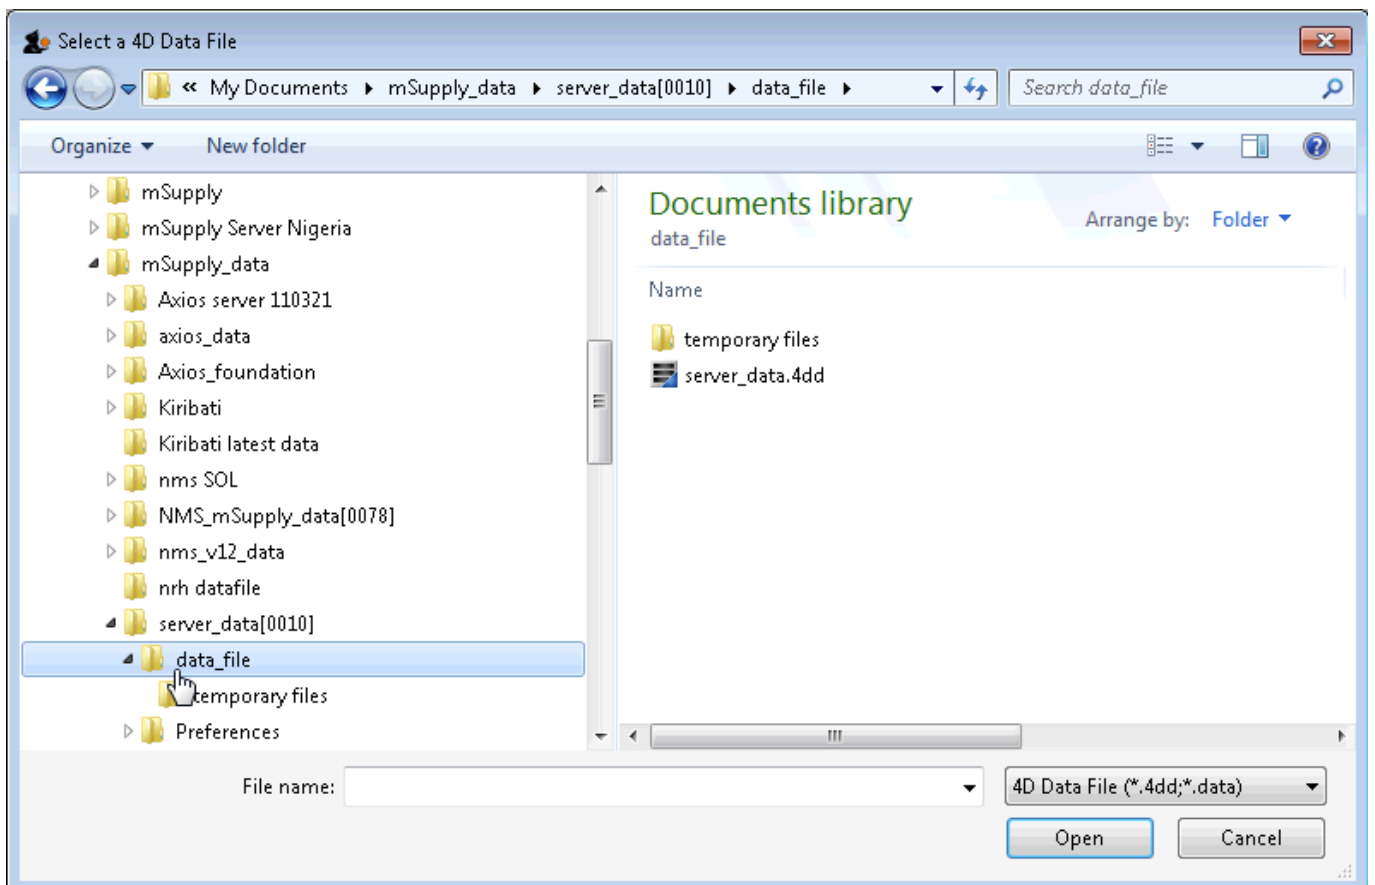 Select a 4D Data File
« My Documents ▸ mSupply_data ▸ server_data[0010] ▸ data_file ▸
Search data_file
Organize
New folder
mSupply
mSupply Server Nigeria
mSupply_data
Axios server 110321
axios_data
Axios_foundation
Kiribati
Kiribati latest data
nms SOL
NMS_mSupply_data[0078]
nms_v12_data
nrh datafile
server_data[0010]
data_file
temporary files
Preferences
Documents library
data_file
Arrange by: Folder
Name
temporary files
server_data.4dd
File name:
4D Data File (*.4dd;*.data)
Open
Cancel